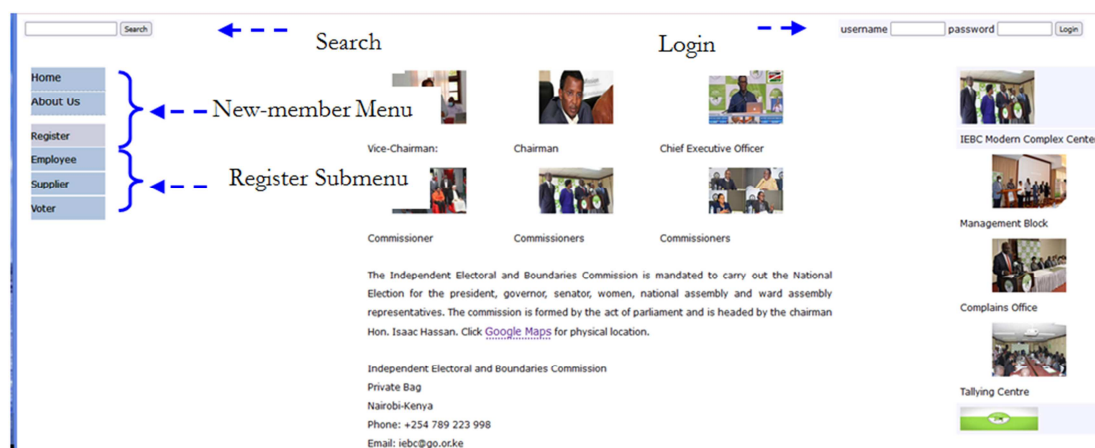 Search
Search
Login
username
password
Login
Home
About Us
New-member Menu
Register
Employee
Register Submenu
Supplier
Voter
Vice-Chairman:
Chairman
Chief Executive Officer
Commissioner
Commissioners
Commissioners
The Independent Electoral and Boundaries Commission is mandated to carry out the National
Election for the president, governor, senator, women, national assembly and ward assembly
representatives. The commission is formed by the act of parliament and is headed by the chairman
Hon. Isaac Hassan. Click Google Maps for physical location.
Independent Electoral and Boundaries Commission
Private Bag
Nairobi-Kenya
Phone: +254 789 223 998
Email: iebc@go.or.ke
IEBC Modern Complex Center
Management Block
Complains Office
Tallying Centre